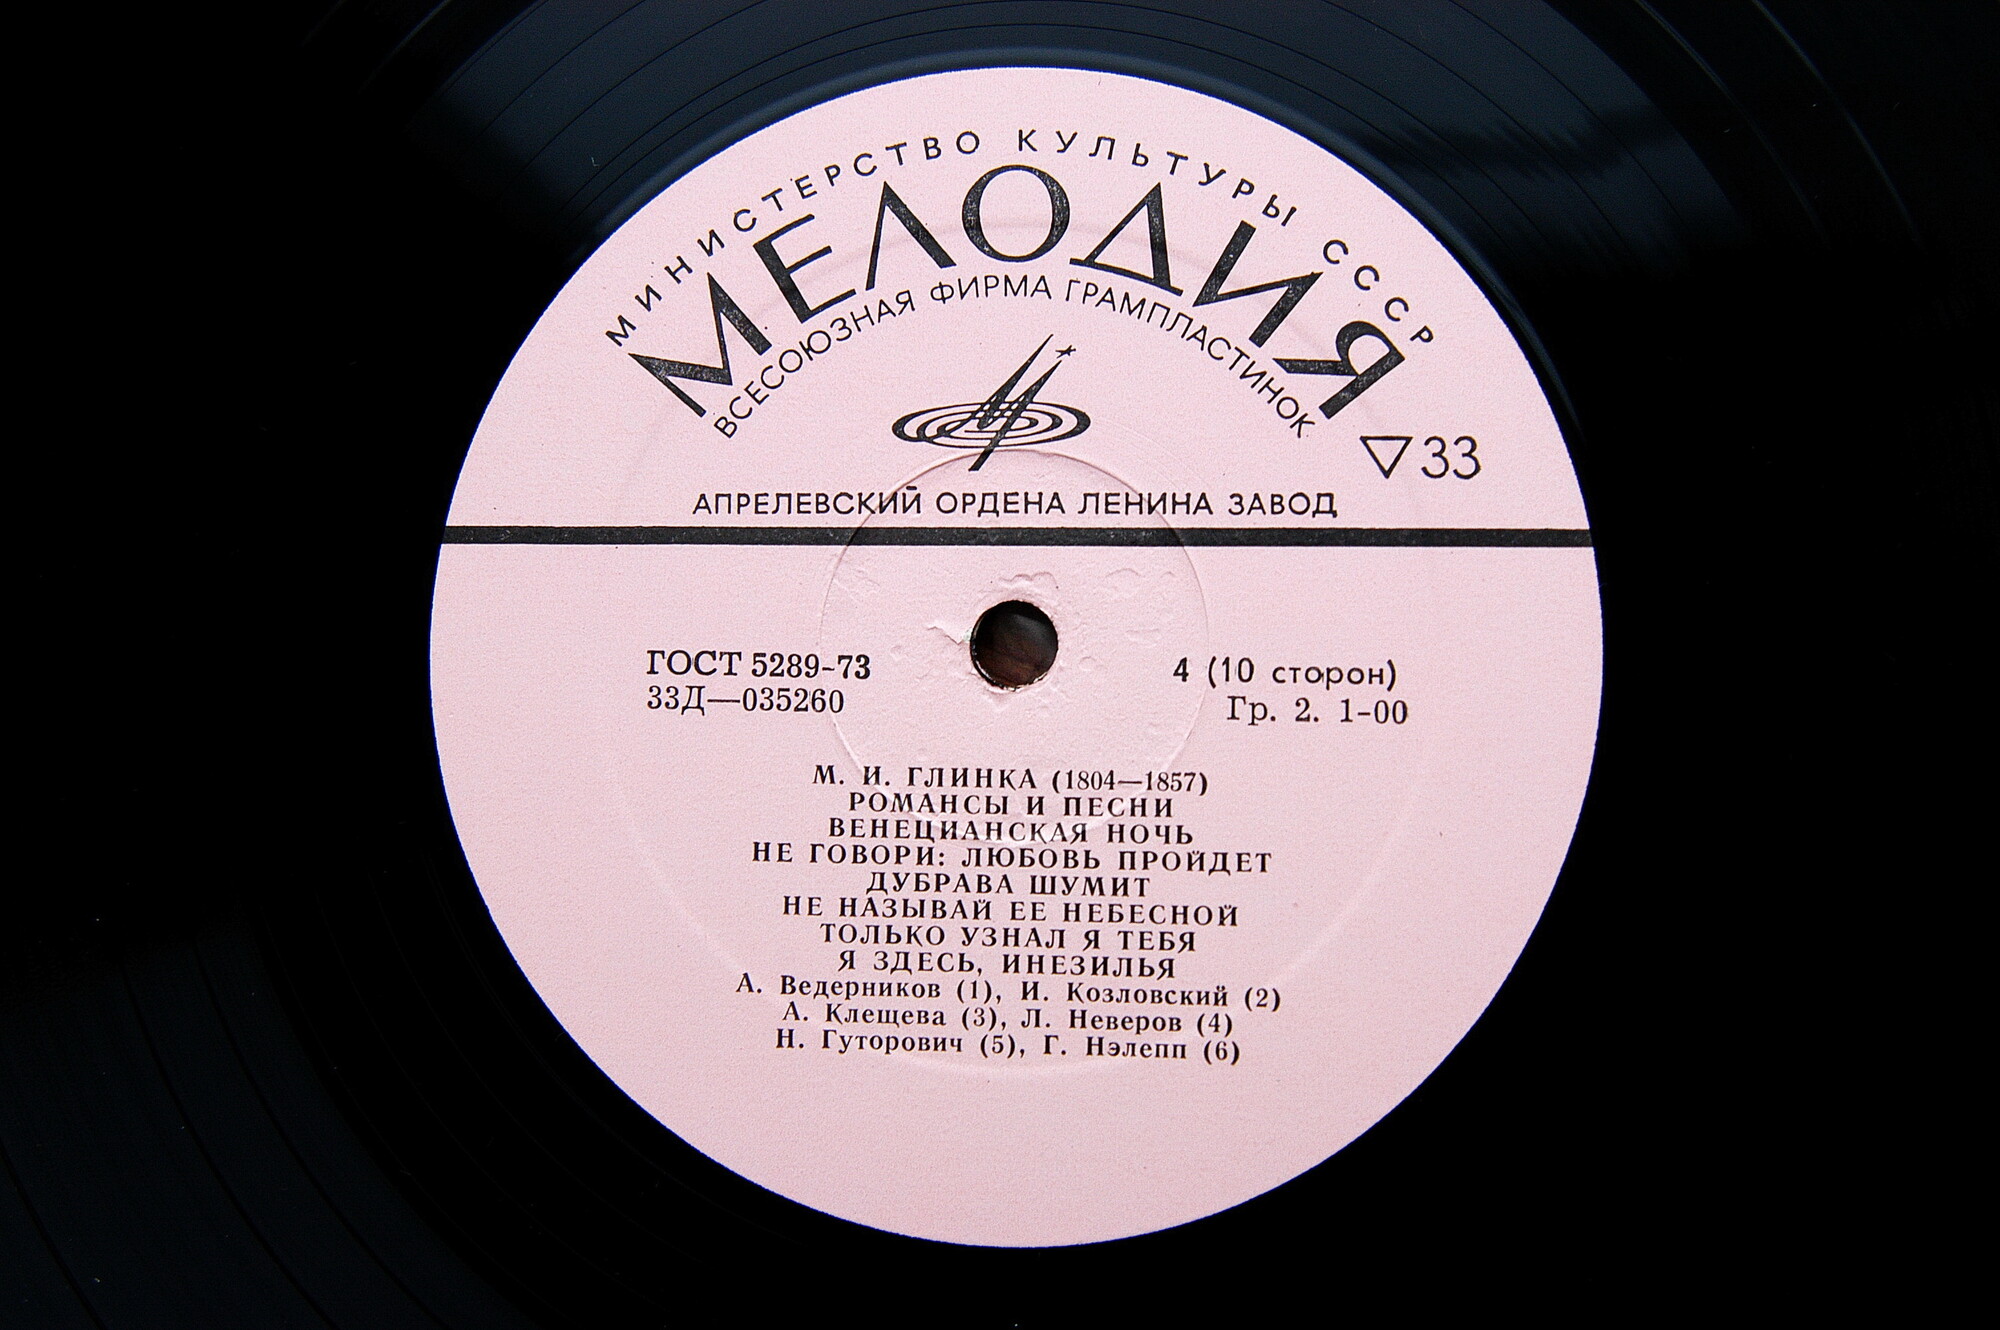 МИНИСТЕРСТВО КУЛЬТУРЫ СССР
МЕЛОДИЯ
ВСЕСОЮЗНАЯ ФИРМА ГРАМПЛАСТИНОК
▽33
АПРЕЛЕВСКИЙ ОРДЕНА ЛЕНИНА ЗАВОД
ГОСТ 5289-73
33Д—035260
4 (10 сторон)
Гр. 2. 1-00
М. И. ГЛИНКА (1804—1857)
РОМАНСЫ И ПЕСНИ
ВЕНЕЦИАНСКАЯ НОЧЬ
НЕ ГОВОРИ: ЛЮБОВЬ ПРОЙДЕТ
ДУБРАВА ШУМИТ
НЕ НАЗЫВАЙ ЕЕ НЕБЕСНОЙ
ТОЛЬКО УЗНАЛ Я ТЕБЯ
Я ЗДЕСЬ, ИНЕЗИЛЬЯ
А. Ведерников (1), И. Козловский (2)
А. Клещева (3), Л. Неверов (4)
Н. Гуторович (5), Г. Нэлепп (6)